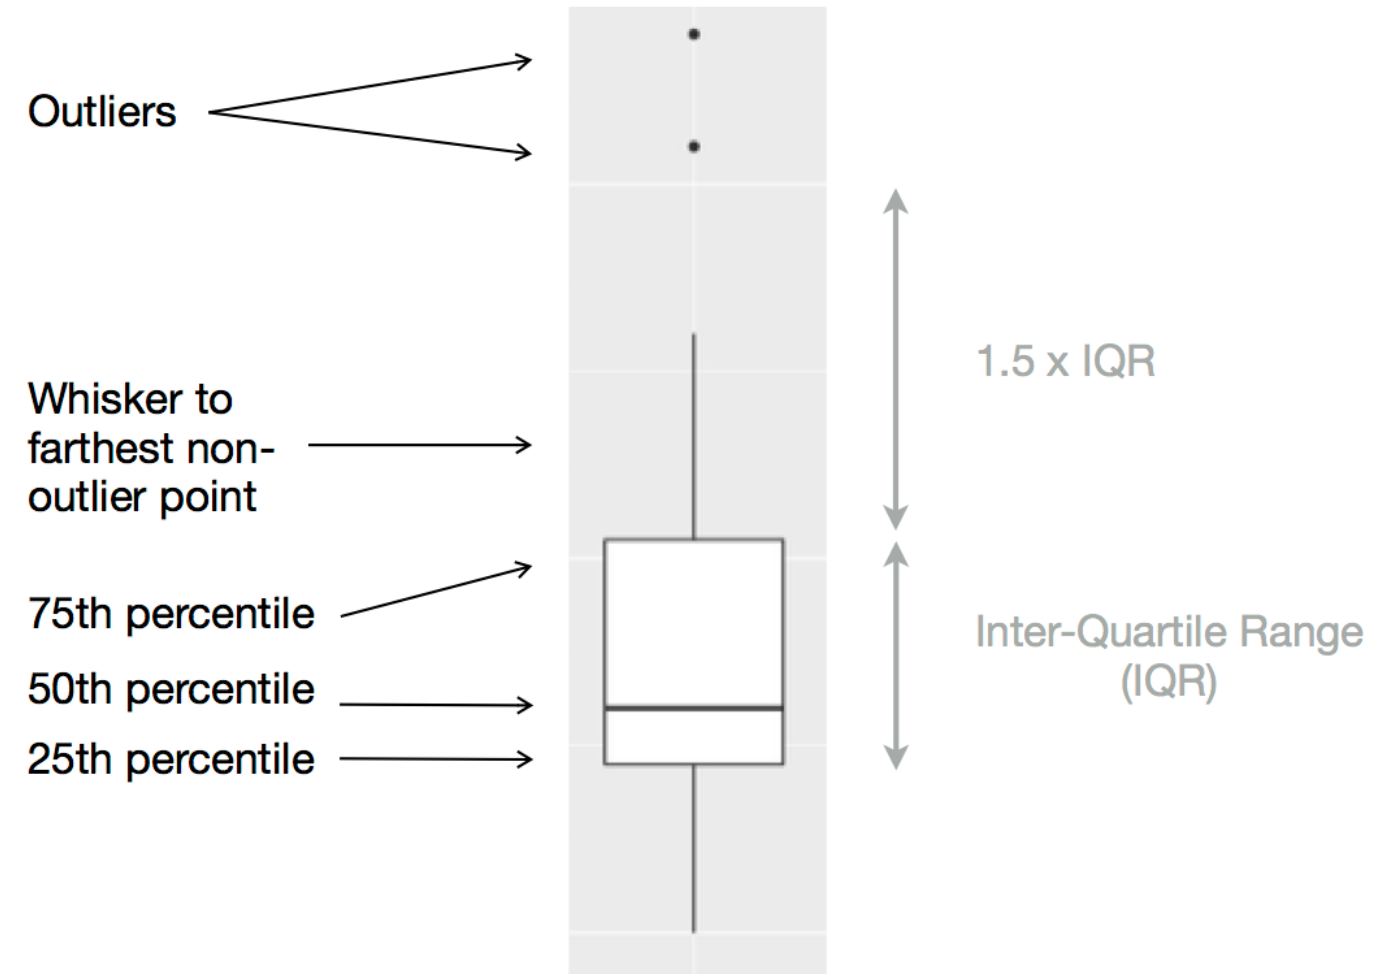 Outliers
Whisker to
farthest non-
outlier point
75th percentile
50th percentile
25th percentile
1.5 x IQR
Inter-Quartile Range
(IQR)